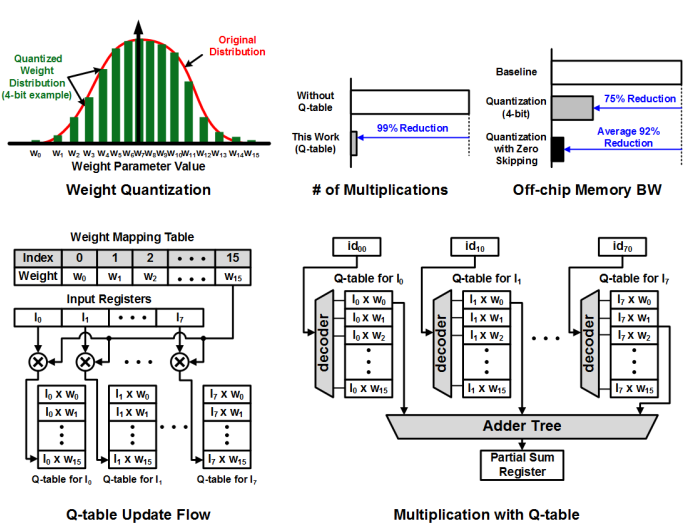 Original
Distribution
Quantized
Weight
Distribution
(4-bit example)
W0 W1 W2 W3 W4 W5 W6 W7 W8 W9 W10 W11 W12 W13 W14 W15
Weight Parameter Value
Weight Quantization
Without
Q-table
This Work
(Q-table)
99% Reduction
# of Multiplications
Baseline
Quantization
(4-bit)
75% Reduction
Quantization
with Zero
Skipping
Average 92%
Reduction
Off-chip Memory BW
Weight Mapping Table
Index 0 1 2 • • • 15
Weight w0 w1 w2 • • • w15
Input Registers
I0 I1 • • • I7
• • •
I0 X w0
I0 X w1
I0 X w15
Q-table for I0
I1 X w0
I1 X w1
I1 X w15
Q-table for I1
• • •
I7 X w0
I7 X w1
I7 X w15
Q-table for I7
Q-table Update Flow
id00
Q-table for I0
decoder
I0 X w0
I0 X w1
I0 X w2
I0 X w15
id10
Q-table for I1
decoder
I1 X w0
I1 X w1
I1 X w2
I1 X w15
• • •
id70
Q-table for I7
decoder
I7 X w0
I7 X w1
I7 X w2
I7 X w15
Adder Tree
Partial Sum
Register
Multiplication with Q-table